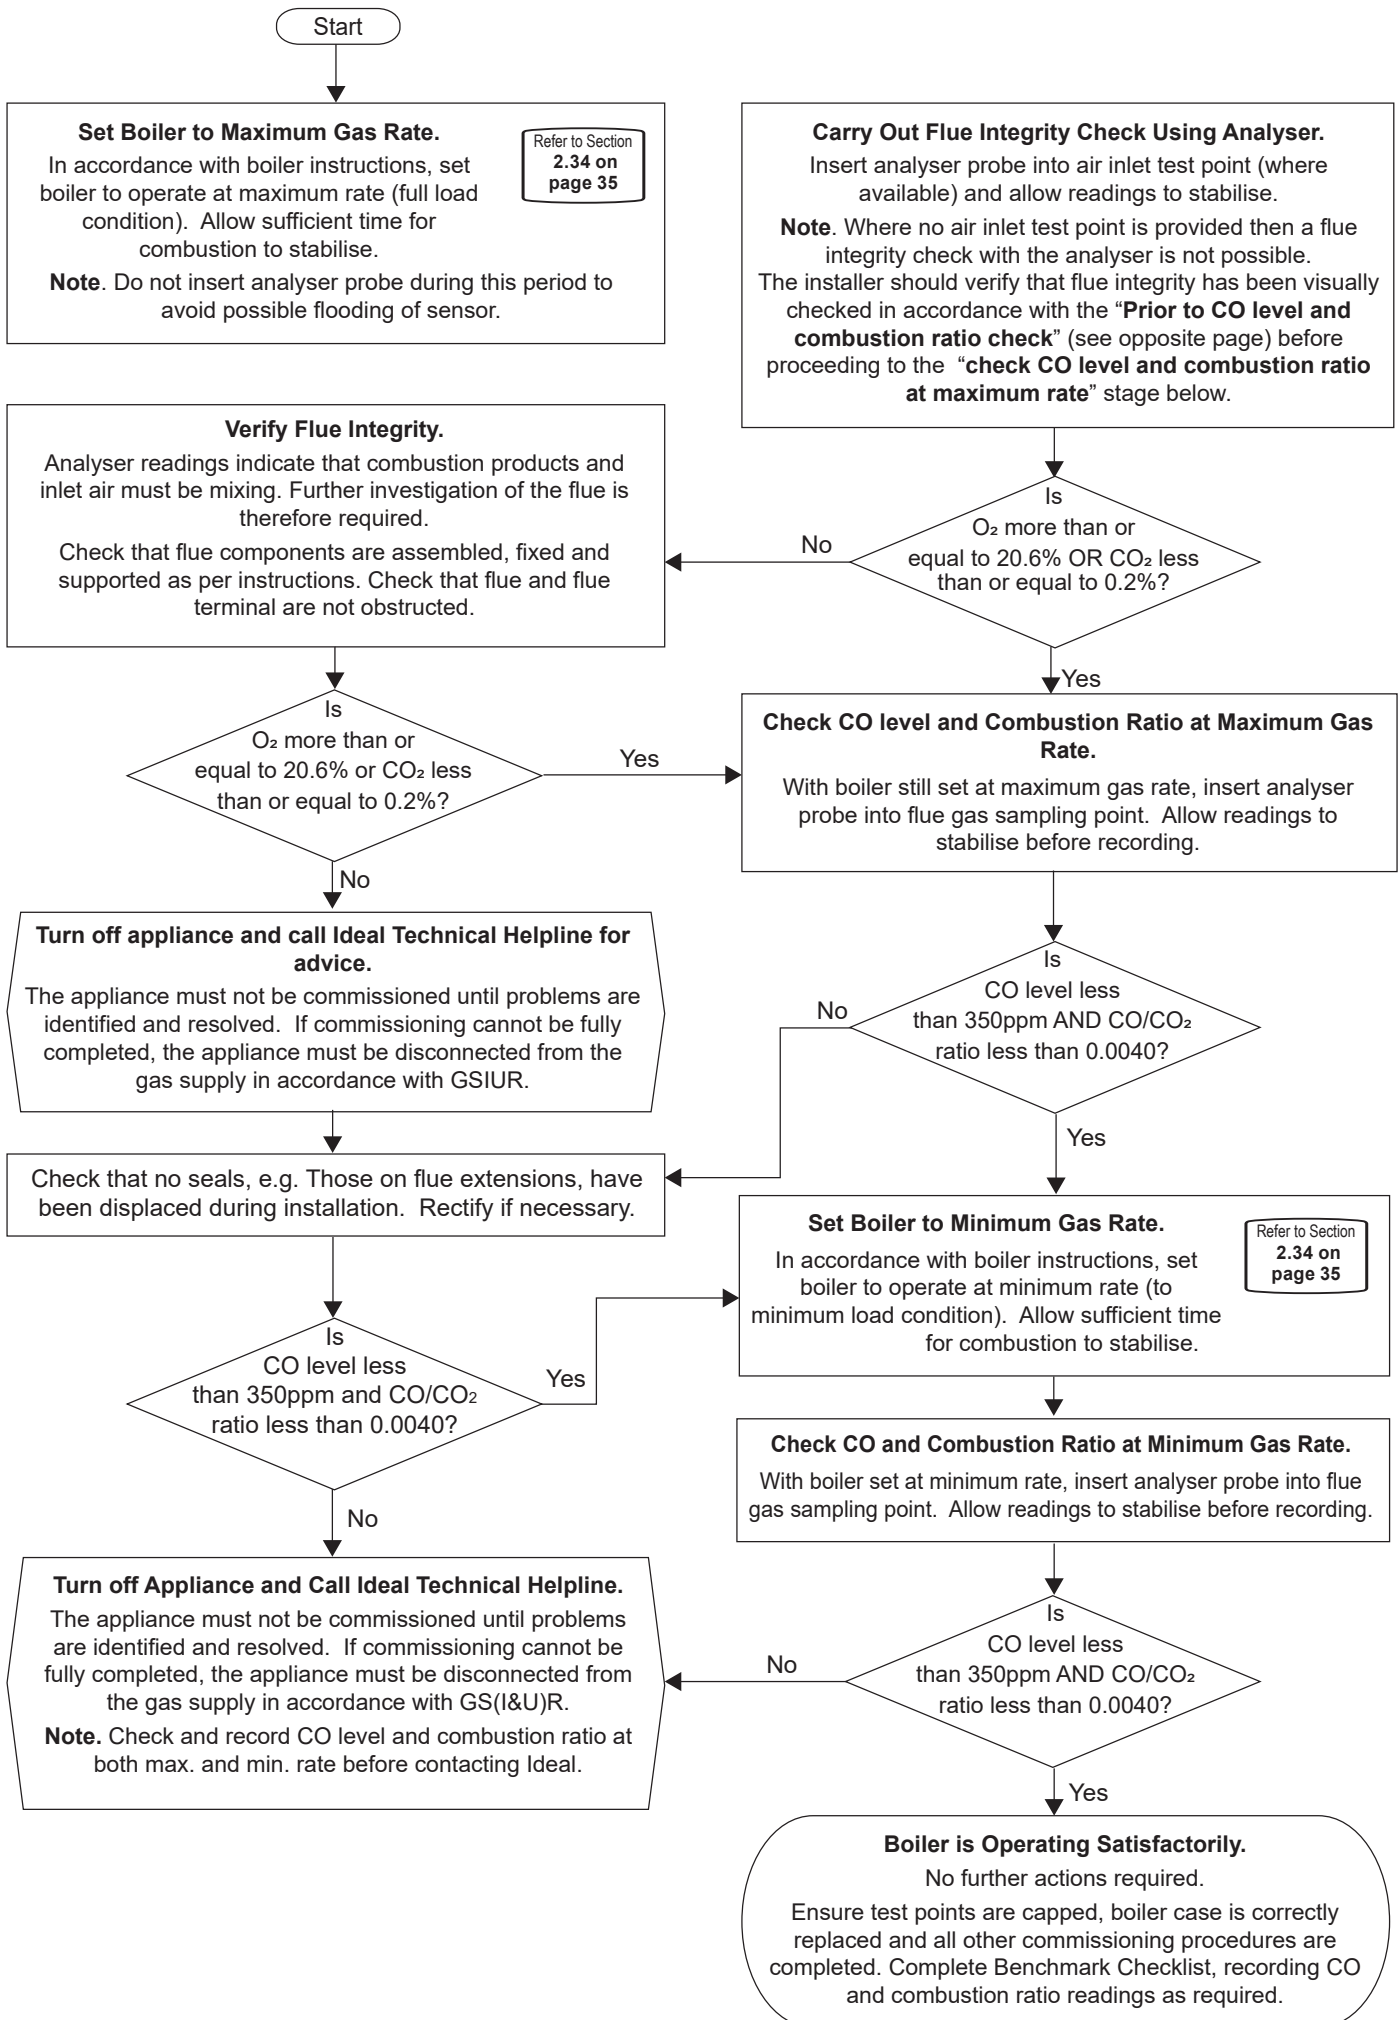 Start
Set Boiler to Maximum Gas Rate.
In accordance with boiler instructions, set
boiler to operate at maximum rate (full load
condition). Allow sufficient time for
combustion to stabilise.
Note. Do not insert analyser probe during this period to
avoid possible flooding of sensor.
Refer to Section
2.34 on
page 35
Carry Out Flue Integrity Check Using Analyser.
Insert analyser probe into air inlet test point (where
available) and allow readings to stabilise.
Note. Where no air inlet test point is provided then a flue
integrity check with the analyser is not possible.
The installer should verify that flue integrity has been visually
checked in accordance with the “Prior to CO level and
combustion ratio check” (see opposite page) before
proceeding to the “check CO level and combustion ratio
at maximum rate” stage below.
Is
O₂ more than or
equal to 20.6% OR CO₂ less
than or equal to 0.2%?
No
Yes
Verify Flue Integrity.
Analyser readings indicate that combustion products and
inlet air must be mixing. Further investigation of the flue is
therefore required.
Check that flue components are assembled, fixed and
supported as per instructions. Check that flue and flue
terminal are not obstructed.
Is
O₂ more than or
equal to 20.6% or CO₂ less
than or equal to 0.2%?
Yes
No
Check CO level and Combustion Ratio at Maximum Gas
Rate.
With boiler still set at maximum gas rate, insert analyser
probe into flue gas sampling point. Allow readings to
stabilise before recording.
Turn off appliance and call Ideal Technical Helpline for
advice.
The appliance must not be commissioned until problems are
identified and resolved. If commissioning cannot be fully
completed, the appliance must be disconnected from the
gas supply in accordance with GSIUR.
Is
CO level less
than 350ppm AND CO/CO₂
ratio less than 0.0040?
No
Yes
Check that no seals, e.g. Those on flue extensions, have
been displaced during installation. Rectify if necessary.
Set Boiler to Minimum Gas Rate.
In accordance with boiler instructions, set
boiler to operate at minimum rate (to
minimum load condition). Allow sufficient time
for combustion to stabilise.
Refer to Section
2.34 on
page 35
Is
CO level less
than 350ppm and CO/CO₂
ratio less than 0.0040?
Yes
No
Check CO and Combustion Ratio at Minimum Gas Rate.
With boiler set at minimum rate, insert analyser probe into flue
gas sampling point. Allow readings to stabilise before recording.
Turn off Appliance and Call Ideal Technical Helpline.
The appliance must not be commissioned until problems
are identified and resolved. If commissioning cannot be
fully completed, the appliance must be disconnected from
the gas supply in accordance with GS(I&U)R.
Note. Check and record CO level and combustion ratio at
both max. and min. rate before contacting Ideal.
Is
CO level less
than 350ppm AND CO/CO₂
ratio less than 0.0040?
No
Yes
Boiler is Operating Satisfactorily.
No further actions required.
Ensure test points are capped, boiler case is correctly
replaced and all other commissioning procedures are
completed. Complete Benchmark Checklist, recording CO
and combustion ratio readings as required.